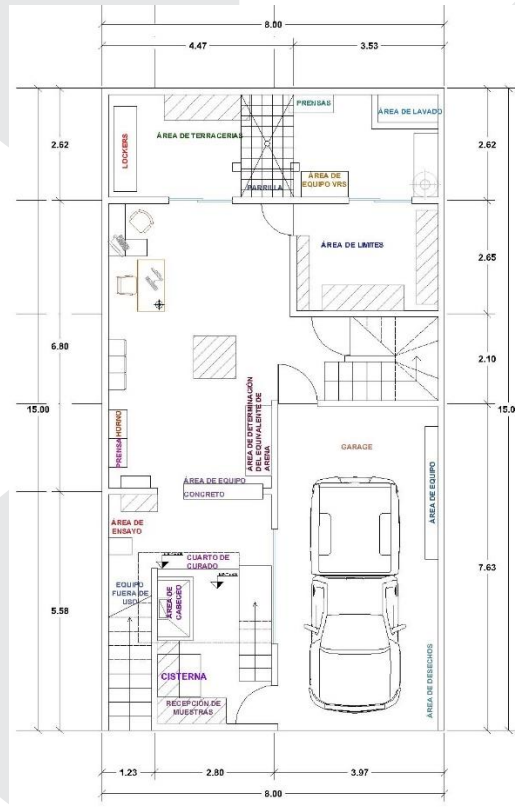 8.00
4.47
3.53
PRENSAS
ÁREA DE LAVADO
LOCKERS
ÁREA DE TERRACERIAS
2.62
2.62
ÁREA DE
EQUIPO VRS
PARRILLA
ÁREA DE LIMITES
2.65
6.80
2.10
15.00
15.0
HORNO
PRENSA
ÁREA DE DETERMINACIÓN
DEL EQUIVALENTE DE
ARENA
GARAGE
ÁREA DE EQUIPO
ÁREA DE EQUIPO
CONCRETO
ÁREA DE
ENSAYO
CUARTO DE
CURADO
7.63
EQUIPO
FUERA DE
USO
ÁREA DE
CABECEO
5.58
CISTERNA
RECEPCIÓN DE
MUESTRAS
ÁREA DE DESECHOS
1.23
2.80
3.97
8.00